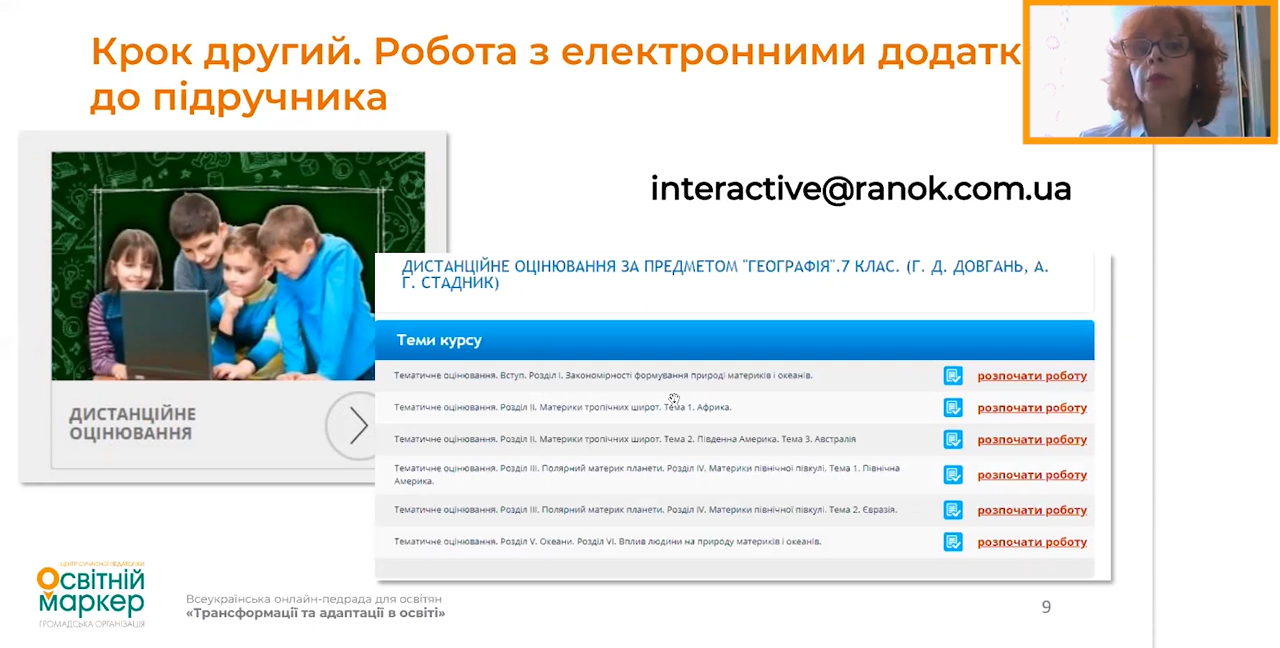 Крок другий. Робота з електронними
до підручника
interactive@ranok.com.ua
ДИСТАНЦІЙНЕ
ОЦІНЮВАННЯ
ДИСТАНЦІЙНЕ ОЦІНЮВАННЯ ЗА ПРЕДМЕТОМ "ГЕОГРАФІЯ".7 КЛАС. (Г. Д. ДОВГАНЬ, А.
Г. СТАДНИК)
Теми курсу
Тематичне оцінювання. Вступ. Розділ I. Закономірності формування природі материків і океанів. розпочати роботу
Тематичне оцінювання. Розділ II. Материки тропічних широт. Тема 1. Африка. розпочати роботу
Тематичне оцінювання. Розділ II. Материки тропічних широт. Тема 2. Південна Америка. Тема 3. Австралія розпочати роботу
Тематичне оцінювання. Розділ III. Полярний материк планети. Розділ IV. Материки північної півкулі. Тема 1. Північна
Америка. розпочати роботу
Тематичне оцінювання. Розділ III. Полярний материк планети. Розділ IV. Материки північної півкулі. Тема 2. Євразія. розпочати роботу
Тематичне оцінювання. Розділ V. Океани. Розділ VI. Вплив людини на природу материків і океанів. розпочати роботу
ЦЕНТР СУЧАСНОЇ ПЕДАГОГІКИ
Освітній
маркер
ГРОМАДСЬКА ОРГАНІЗАЦІЯ
Всеукраїнська онлайн-педрада для освітян
«Трансформації та адаптації в освіті»
9